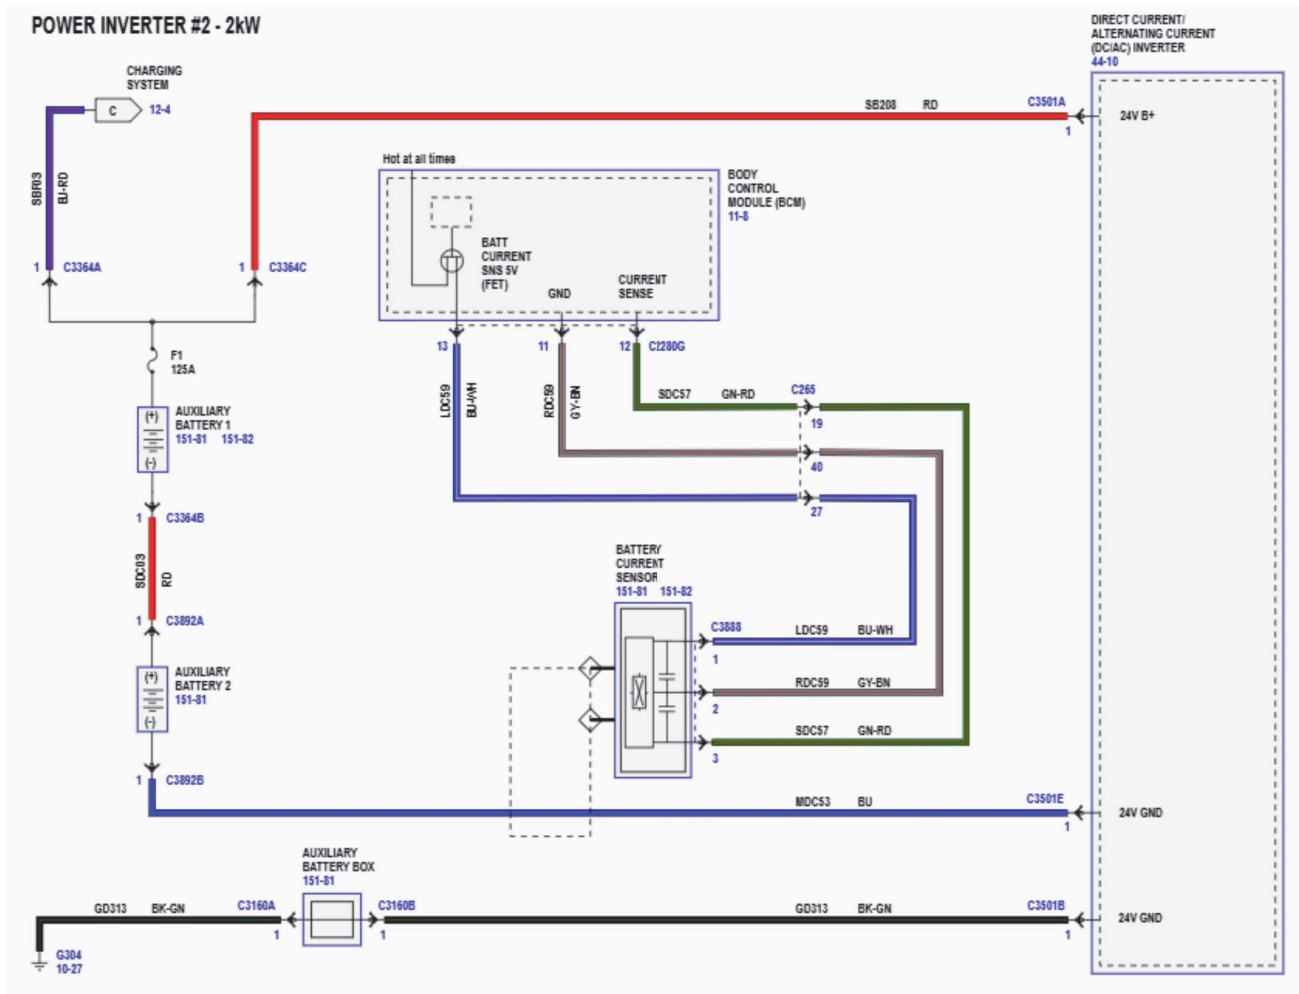 POWER INVERTER #2 - 2kW
DIRECT CURRENT/
ALTERNATING CURRENT
(DC/AC) INVERTER
44-10
CHARGING
SYSTEM
C
12-4
SB208 RD
C3501A
1
24V B+
Hot at all times
BODY
CONTROL
MODULE (BCM)
11-8
SBR03
BU-RD
BATT
CURRENT
SNS 5V
(FET)
GND
CURRENT
SENSE
1 C3364A
1 C3364C
13
11
12 C2280G
F1
125A
LDC59
BU-WH
RDC59
GY-BN
SDC57 GN-RD
C265
19
40
27
AUXILIARY
BATTERY 1
151-81 151-82
(+)
(-)
1 C3364B
SDC03
RD
1 C3892A
BATTERY
CURRENT
SENSOR
151-81 151-82
C3888
LDC59 BU-WH
1
RDC59 GY-BN
2
SDC57 GN-RD
3
AUXILIARY
BATTERY 2
151-81
(+)
(-)
1 C3892B
MDC53 BU
C3501E
1
24V GND
AUXILIARY
BATTERY BOX
151-81
GD313 BK-GN
C3160A
1
C3160B
1
GD313 BK-GN
C3501B
1
24V GND
G304
10-27